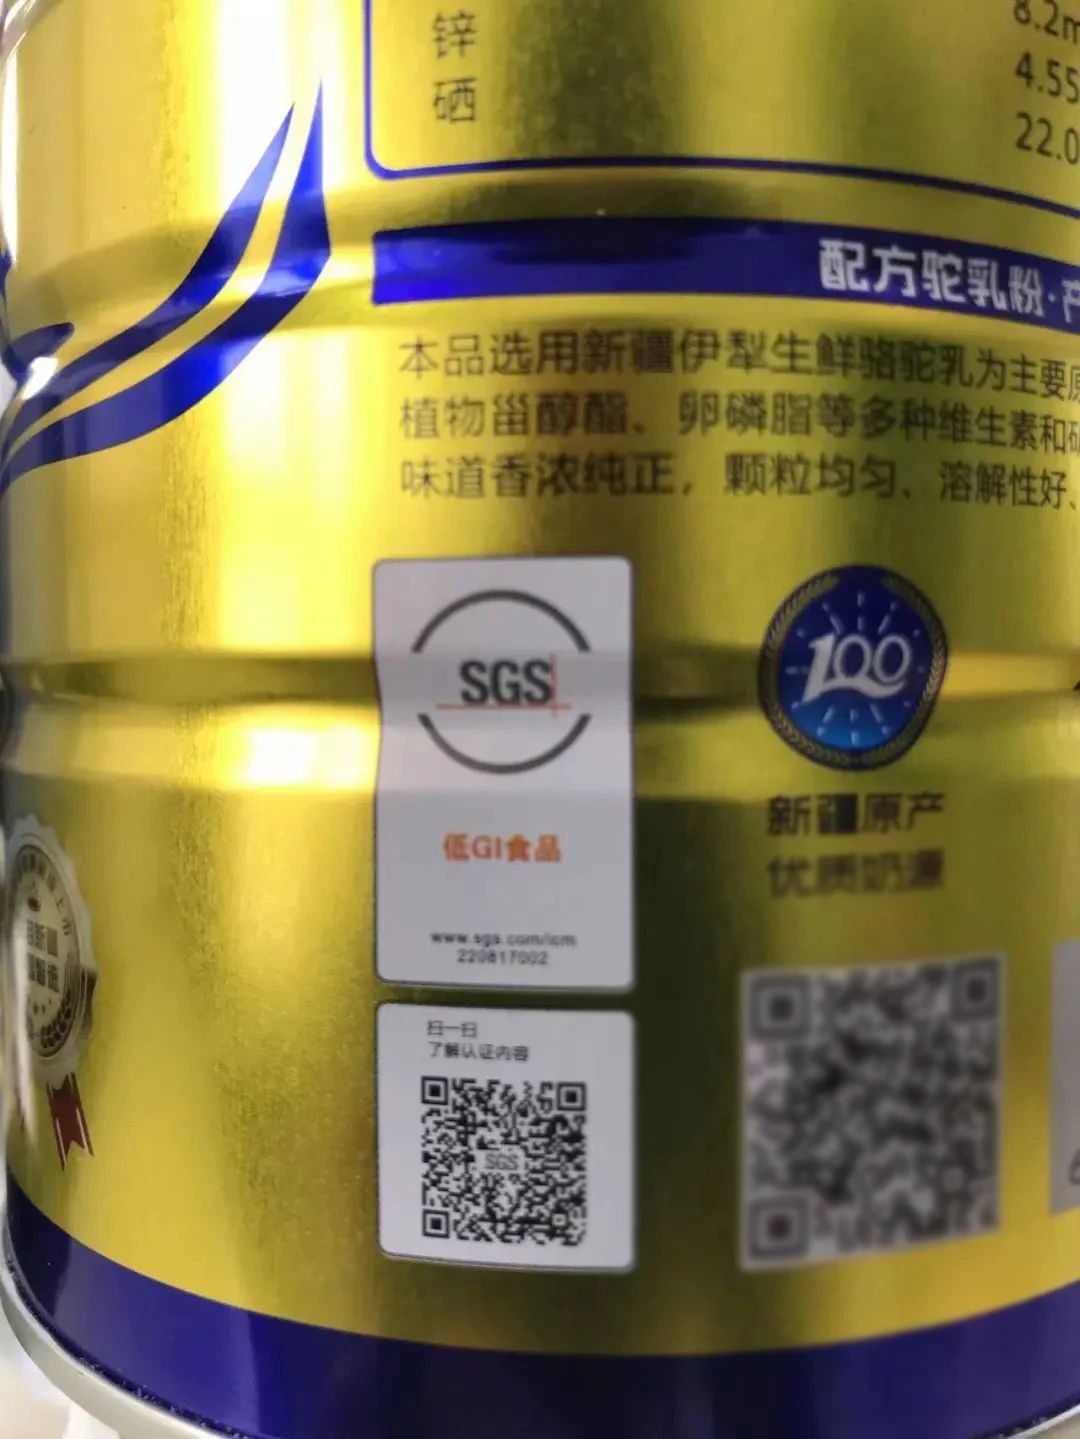 锌
8.2m
硒
4.55
22.0
配方驼乳粉·产
本品选用新疆伊犁生鲜骆驼乳为主要原
植物甾醇酯、卵磷脂等多种维生素和矿
味道香浓纯正，颗粒均匀、溶解性好、
SGS
低GI食品
www.sgs.com/icm
220817002
100
新疆原产
优质奶源
扫一扫
了解认证内容
SGS